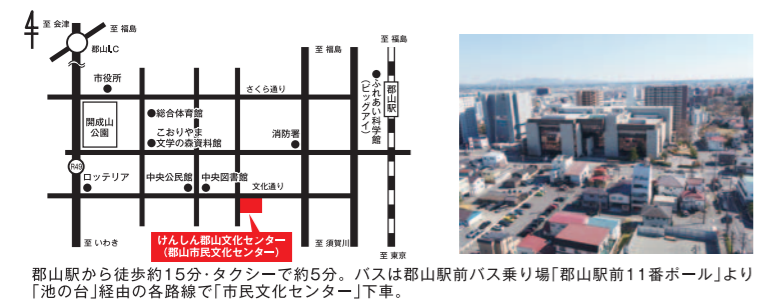 至 会津
至 福島
郡山I.C
至 福島
至 福島
市役所
さくら通り
郡山駅
ふれあい科学館
(ビッグアイ)
開成山
公園
総合体育館
こおりやま
文学の森資料館
消防署
R49
ロッテリア
中央公民館
中央図書館
文化通り
けんしん郡山文化センター
(郡山市民文化センター)
至 いわき
至 須賀川
至 東京
郡山駅から徒歩約15分・タクシーで約5分。バスは郡山駅前バス乗り場「郡山駅前11番ポール」より
「池の台」経由の各路線で「市民文化センター」下車。